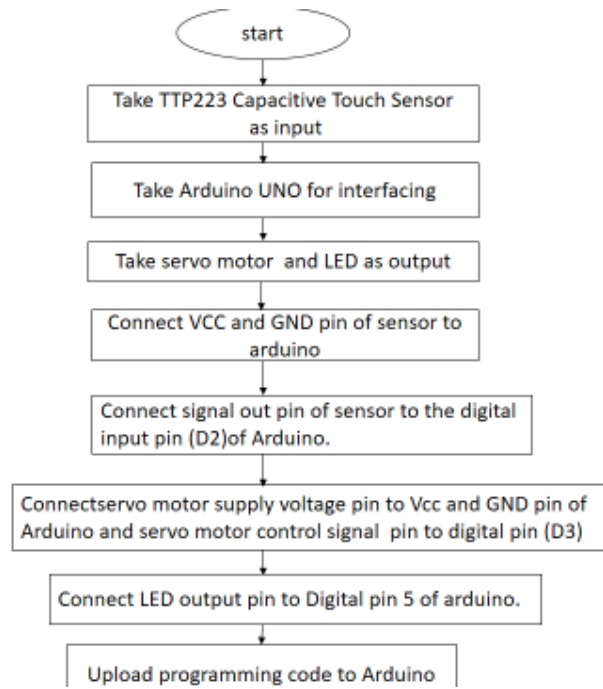 start
Take TTP223 Capacitive Touch Sensor
as input
Take Arduino UNO for interfacing
Take servo motor and LED as output
Connect VCC and GND pin of sensor to
arduino
Connect signal out pin of sensor to the digital
input pin (D2)of Arduino.
Connectservo motor supply voltage pin to Vcc and GND pin of
Arduino and servo motor control signal pin to digital pin (D3)
Connect LED output pin to Digital pin 5 of arduino.
Upload programming code to Arduino